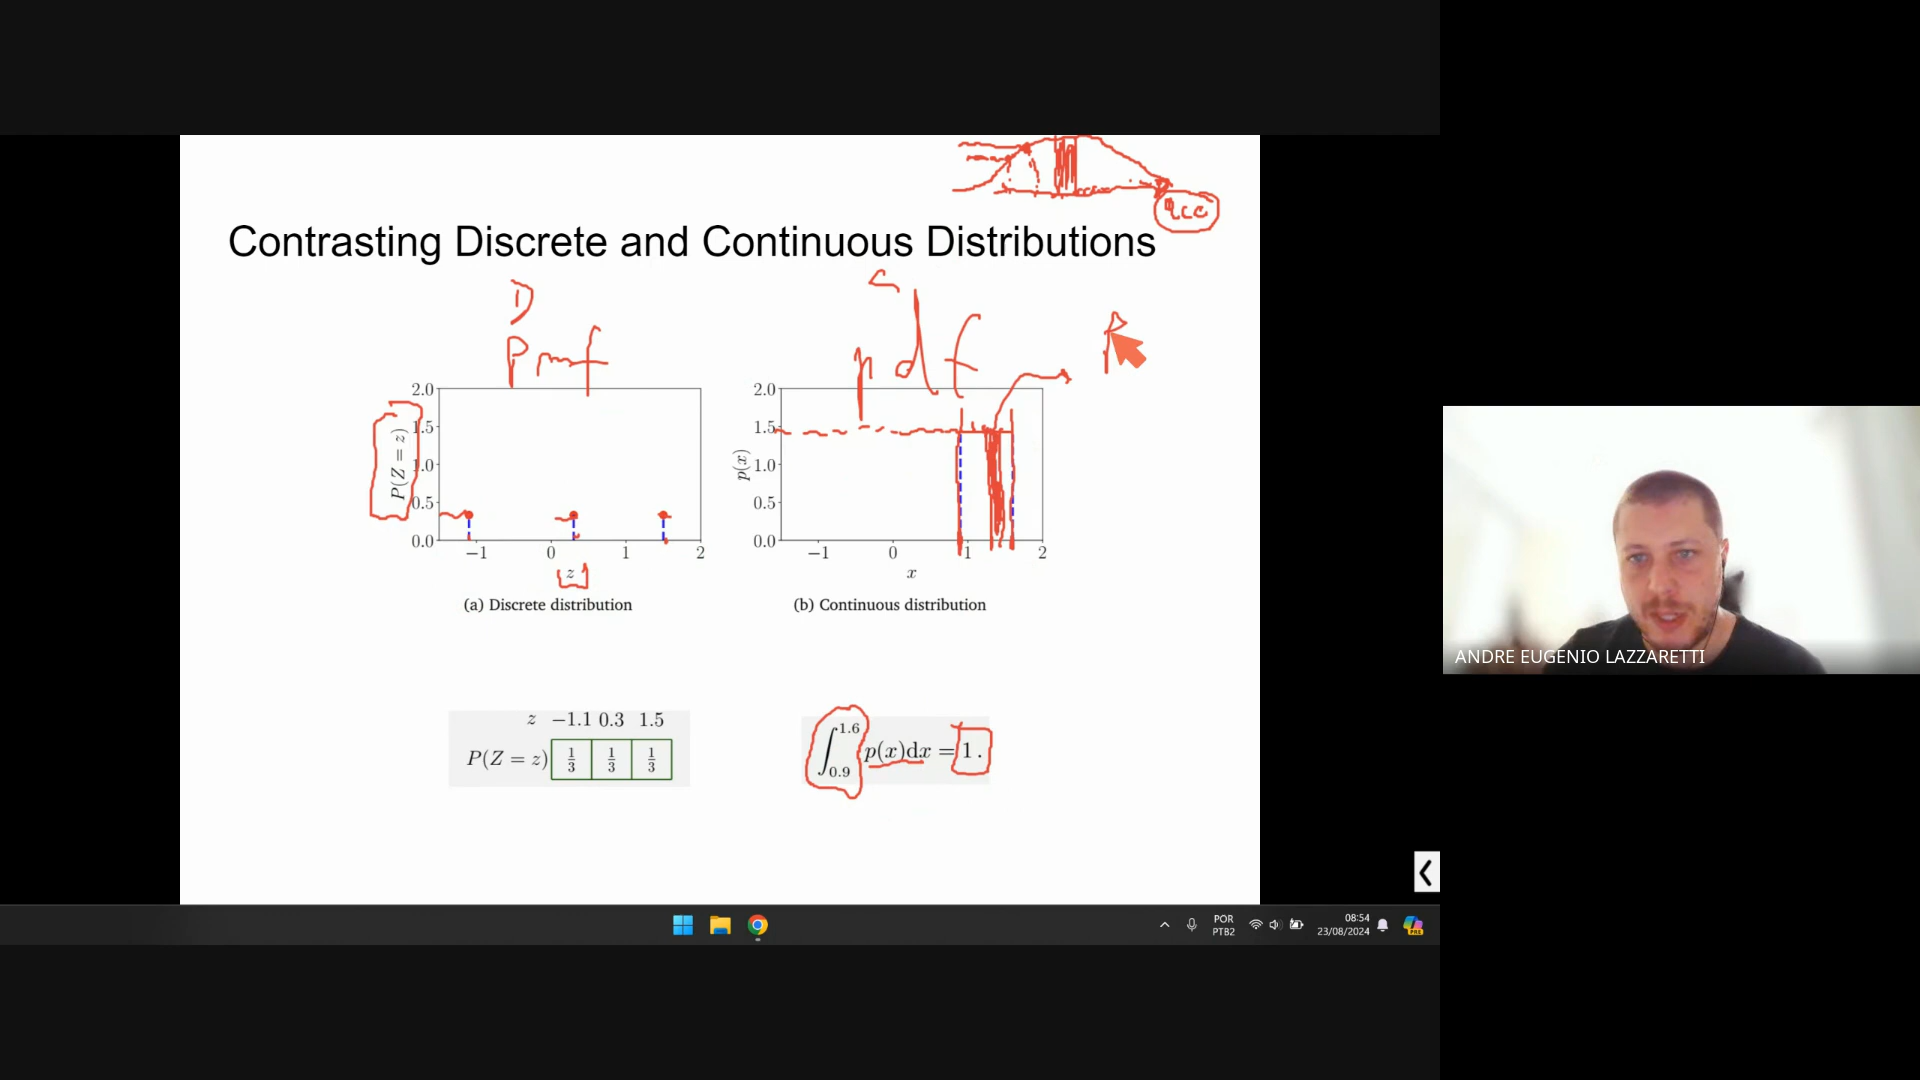 Contrasting Discrete and Continuous Distributions
D
C
Pmf
pdf
P
2.0
1.5
1.0
0.5
0.0
P(Z = z)
−1 0 1 2
z
(a) Discrete distribution
2.0
1.5
1.0
0.5
0.0
p(x)
−1 0 1 2
x
(b) Continuous distribution
z −1.1 0.3 1.5
P(Z = z) 1/3 1/3 1/3
∫_{0.9}^{1.6} p(x)dx = 1.
ANDRE EUGENIO LAZZARETTI
POR
PTB2
08:54
23/08/2024
PRE